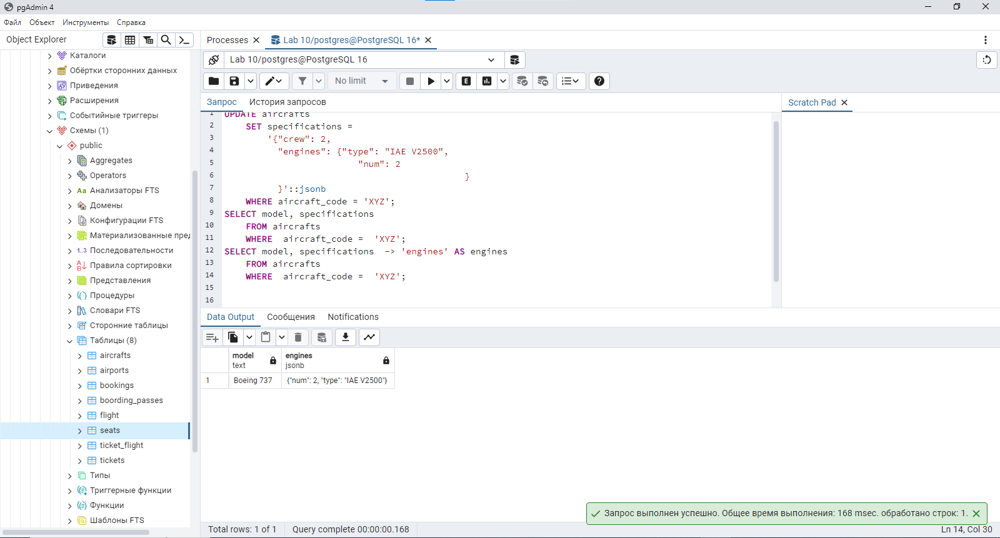 pgAdmin 4
Файл Объект Инструменты Справка
Object Explorer
Processes
Lab 10/postgres@PostgreSQL 16*
Каталоги
Обёртки сторонних данных
Приведения
Расширения
Событийные триггеры
Схемы (1)
public
Aggregates
Operators
Aa Анализаторы FTS
Домены
Конфигурации FTS
Материализованные пред
1..3 Последовательности
Правила сортировки
Представления
Процедуры
Словари FTS
Сторонние таблицы
Таблицы (8)
aircrafts
airports
bookings
boording_passes
flight
seats
ticket_flight
tickets
Типы
Триггерные функции
Функции
Шаблоны FTS
Lab 10/postgres@PostgreSQL 16
No limit
E
Запрос История запросов
Scratch Pad
1 UPDATE aircrafts
2 SET specifications =
3 '{"crew": 2,
4 "engines": {"type": "IAE V2500",
5 "num": 2
6 }
7 }'::jsonb
8 WHERE aircraft_code = 'XYZ';
9 SELECT model, specifications
10 FROM aircrafts
11 WHERE aircraft_code = 'XYZ';
12 SELECT model, specifications -> 'engines' AS engines
13 FROM aircrafts
14 WHERE aircraft_code = 'XYZ';
15
16
Data Output Сообщения Notifications
model engines
text jsonb
1 Boeing 737 {"num": 2, "type": "IAE V2500"}
Запрос выполнен успешно. Общее время выполнения: 168 msec. обработано строк: 1.
Total rows: 1 of 1 Query complete 00:00:00.168 Ln 14, Col 30